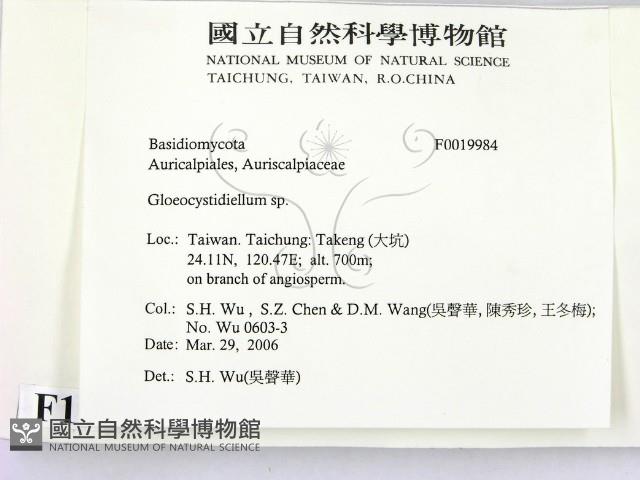 國立自然科學博物館
NATIONAL MUSEUM OF NATURAL SCIENCE
TAICHUNG, TAIWAN, R.O.CHINA
Basidiomycota F0019984
Auricalpiales, Auriscalpiaceae
Gloeocystidiellum sp.
Loc.: Taiwan. Taichung: Takeng (大坑)
24.11N, 120.47E; alt. 700m;
on branch of angiosperm.
Col.: S.H. Wu , S.Z. Chen & D.M. Wang(吳聲華, 陳秀珍, 王冬梅);
No. Wu 0603-3
Date: Mar. 29, 2006
Det.: S.H. Wu(吳聲華)
F1
國立自然科學博物館
NATIONAL MUSEUM OF NATURAL SCIENCE